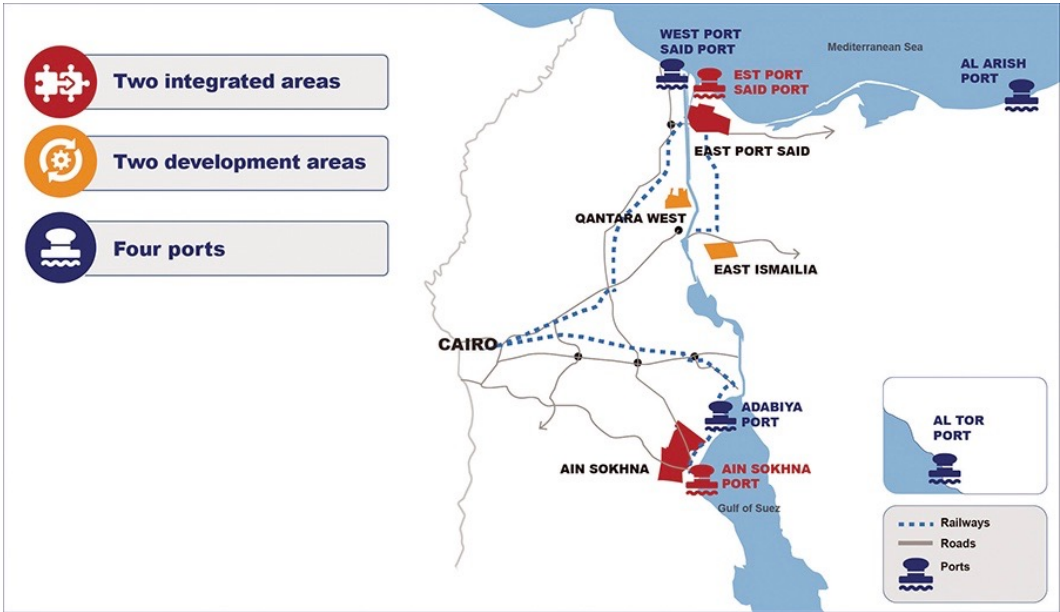 Two integrated areas
Two development areas
Four ports
WEST PORT
SAID PORT
Mediterranean Sea
AL ARISH
PORT
EST PORT
SAID PORT
EAST PORT SAID
QANTARA WEST
EAST ISMAILIA
CAIRO
ADABIYA
PORT
AIN SOKHNA
AIN SOKHNA
PORT
Gulf of Suez
AL TOR
PORT
Railways
Roads
Ports